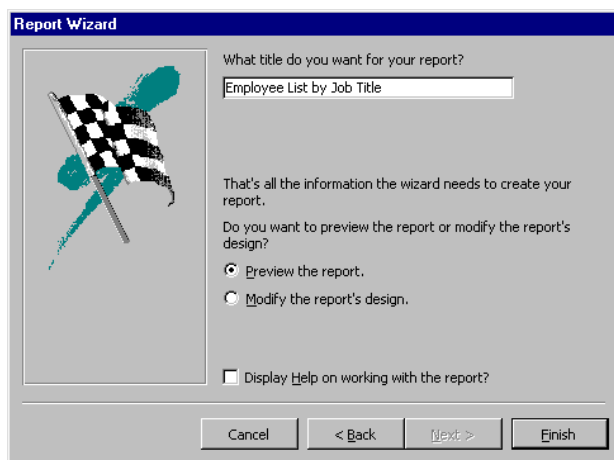 Report Wizard
What title do you want for your report?
Employee List by Job Title
That's all the information the wizard needs to create your
report.
Do you want to preview the report or modify the report's
design?
Preview the report.
Modify the report's design.
Display Help on working with the report?
Cancel
< Back
Next >
Finish